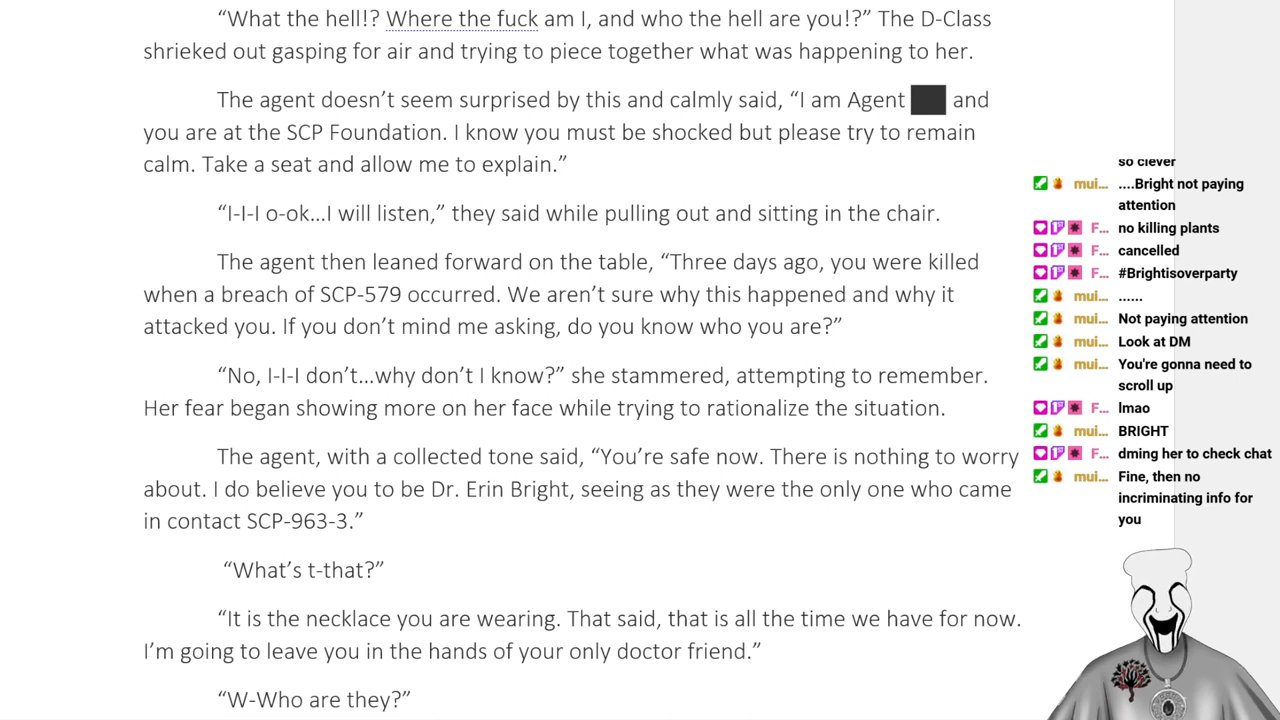 “What the hell!? Where the fuck am I, and who the hell are you!?” The D-Class
shrieked out gasping for air and trying to piece together what was happening to her.
The agent doesn’t seem surprised by this and calmly said, “I am Agent and
you are at the SCP Foundation. I know you must be shocked but please try to remain
calm. Take a seat and allow me to explain.”
“I-I-I o-ok...I will listen,” they said while pulling out and sitting in the chair.
The agent then leaned forward on the table, “Three days ago, you were killed
when a breach of SCP-579 occurred. We aren’t sure why this happened and why it
attacked you. If you don’t mind me asking, do you know who you are?”
“No, I-I-I don’t...why don’t I know?” she stammered, attempting to remember.
Her fear began showing more on her face while trying to rationalize the situation.
The agent, with a collected tone said, “You’re safe now. There is nothing to worry
about. I do believe you to be Dr. Erin Bright, seeing as they were the only one who came
in contact SCP-963-3.”
“What’s t-that?”
“It is the necklace you are wearing. That said, that is all the time we have for now.
I’m going to leave you in the hands of your only doctor friend.”
“W-Who are they?”
so clever
mui... ....Bright not paying
attention
F... no killing plants
F... cancelled
F... #Brightisoverparty
mui... ......
mui... Not paying attention
mui... Look at DM
mui... You're gonna need to
scroll up
F... lmao
mui... BRIGHT
F... dming her to check chat
mui... Fine, then no
incriminating info for
you